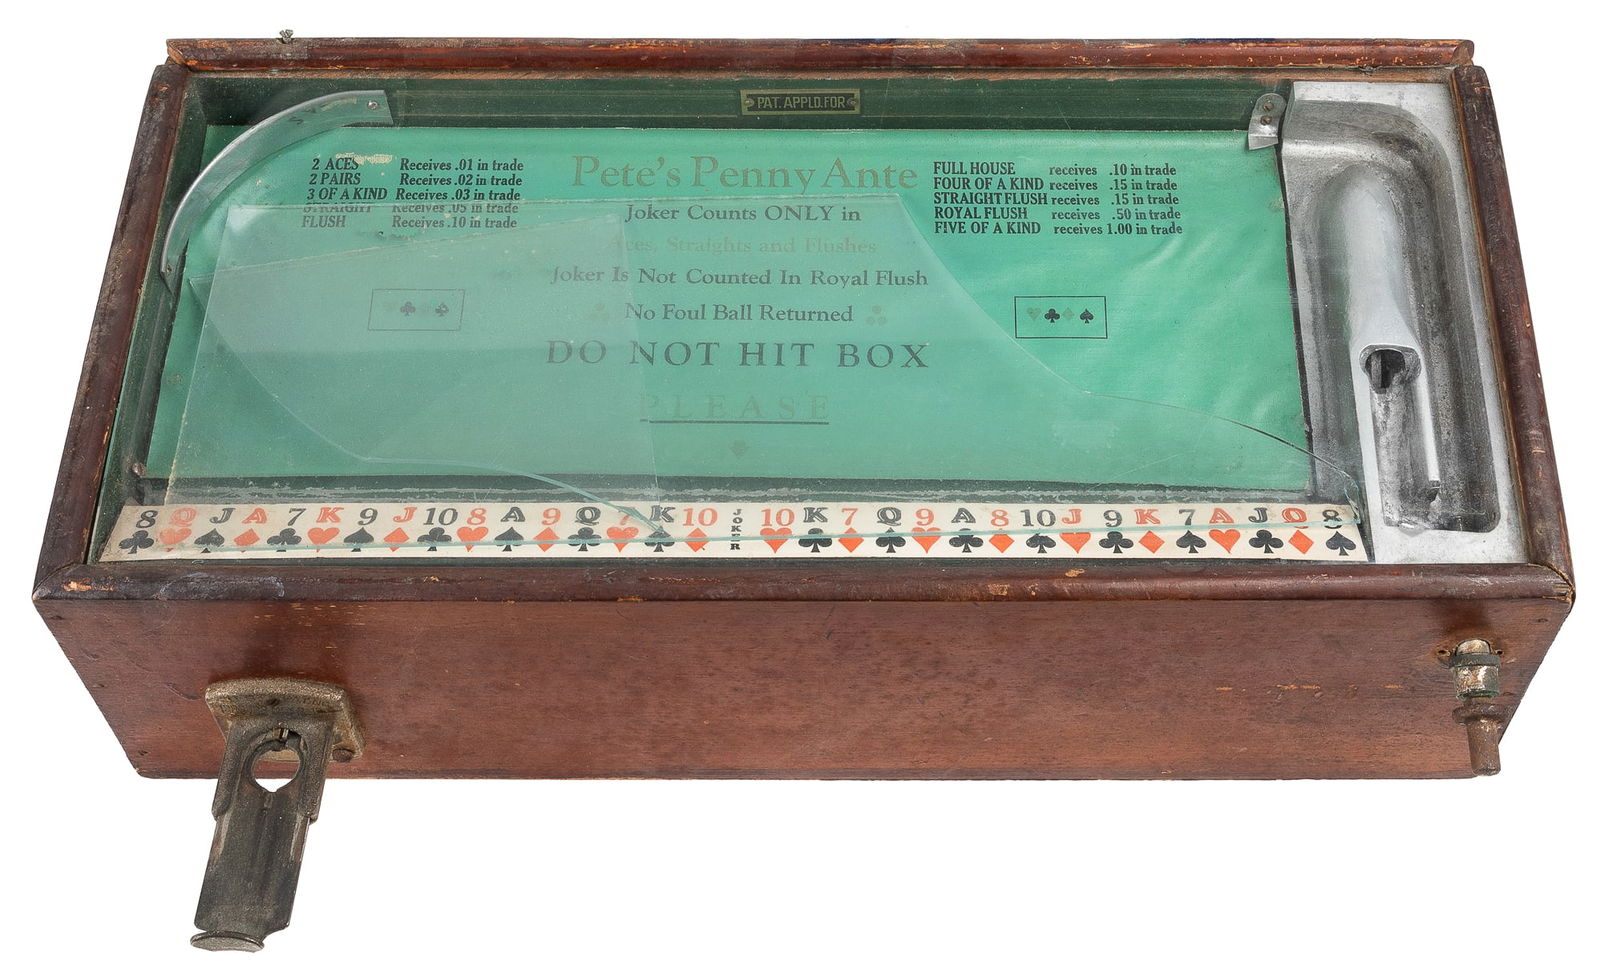 PAT. APPLD. FOR
Pete's Penny Ante
2 ACES Receives .01 in trade
2 PAIRS Receives .02 in trade
3 OF A KIND Receives .03 in trade
STRAIGHT Receives .05 in trade
FLUSH Receives .10 in trade
Joker Counts ONLY in
Aces, Straights and Flushes
Joker Is Not Counted In Royal Flush
No Foul Ball Returned
DO NOT HIT BOX
PLEASE
FULL HOUSE receives .10 in trade
FOUR OF A KIND receives .15 in trade
STRAIGHT FLUSH receives .15 in trade
ROYAL FLUSH receives .50 in trade
FIVE OF A KIND receives 1.00 in trade
8 Q J A 7 K 9 J 10 8 A 9 Q 7 K 10 JOKER 10 K 7 Q 9 A 8 10 J 9 K 7 A J Q 8